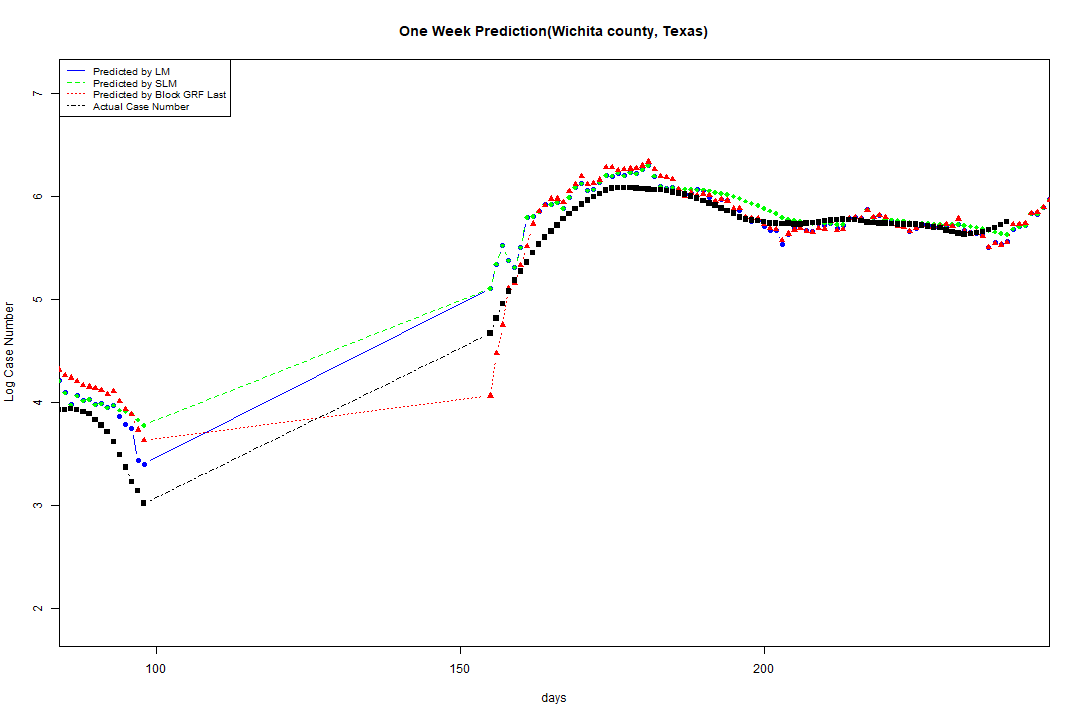 One Week Prediction(Wichita county, Texas)
Predicted by LM
Predicted by SLM
Predicted by Block GRF Last
Actual Case Number
7
6
5
4
3
2
Log Case Number
100 150 200
days